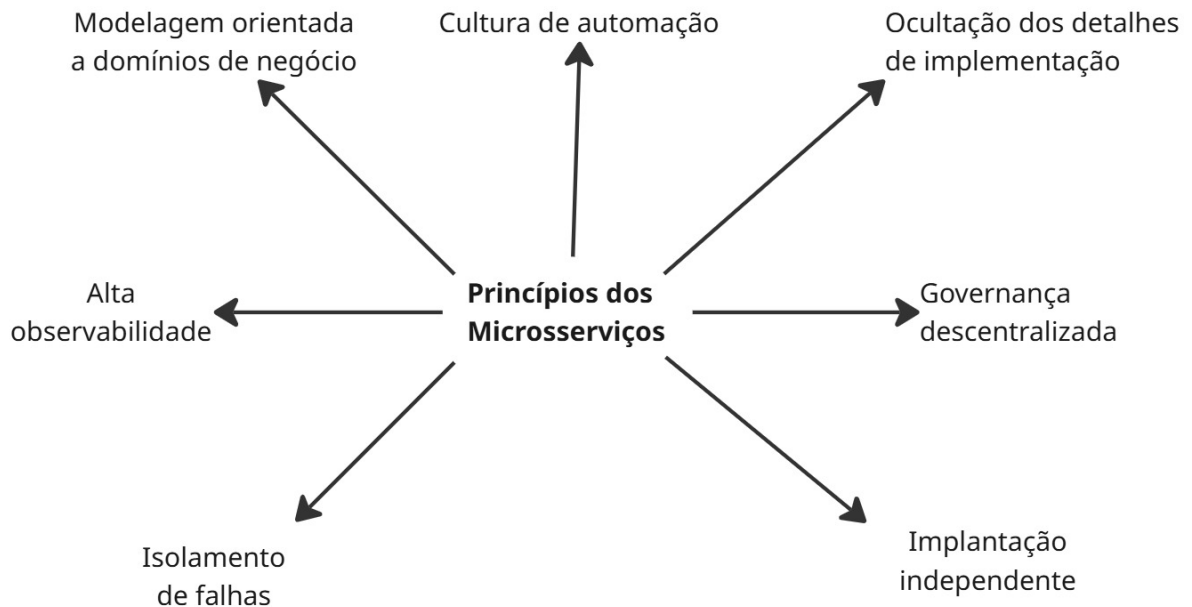 Modelagem orientada
a domínios de negócio
Cultura de automação
Ocultação dos detalhes
de implementação
Alta
observabilidade
Princípios dos
Microsserviços
Governança
descentralizada
Isolamento
de falhas
Implantação
independente